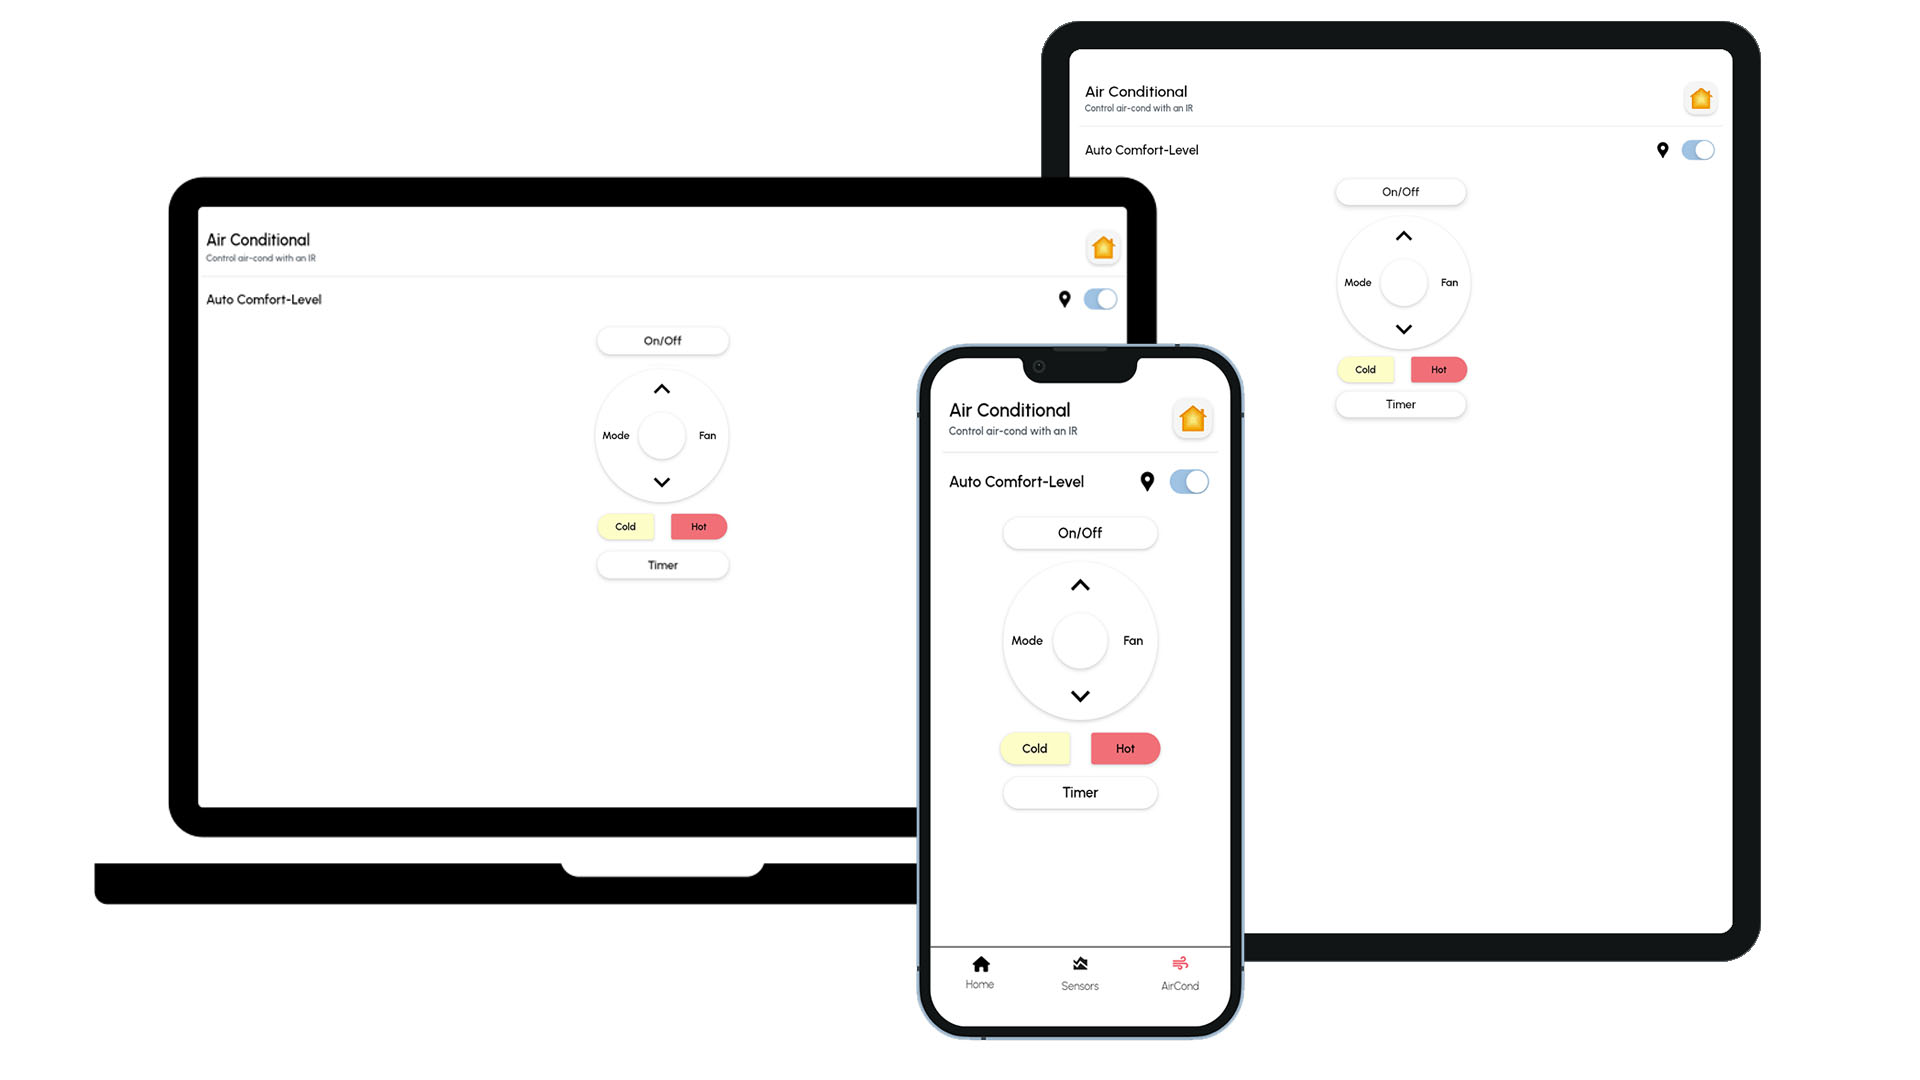 Air Conditional
Control air-cond with an IR
Auto Comfort-Level
On/Off
Mode Fan
Cold Hot
Timer
Air Conditional
Control air-cond with an IR
Auto Comfort-Level
On/Off
Mode Fan
Cold Hot
Timer
Home Sensors AirCond
Air Conditional
Control air-cond with an IR
Auto Comfort-Level
On/Off
Mode Fan
Cold Hot
Timer